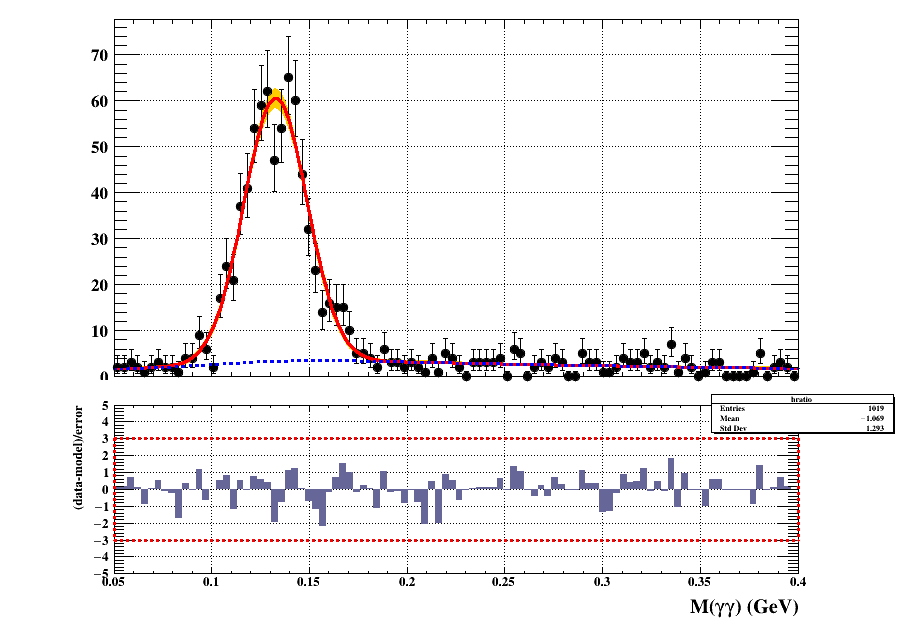 70
60
50
40
30
20
10
0
hratio
Entries 1019
Mean −1.069
Std Dev 1.293
(data-model)/error
5
4
3
2
1
0
−1
−2
−3
−4
−5
0.05 0.1 0.15 0.2 0.25 0.3 0.35 0.4
M(γγ) (GeV)